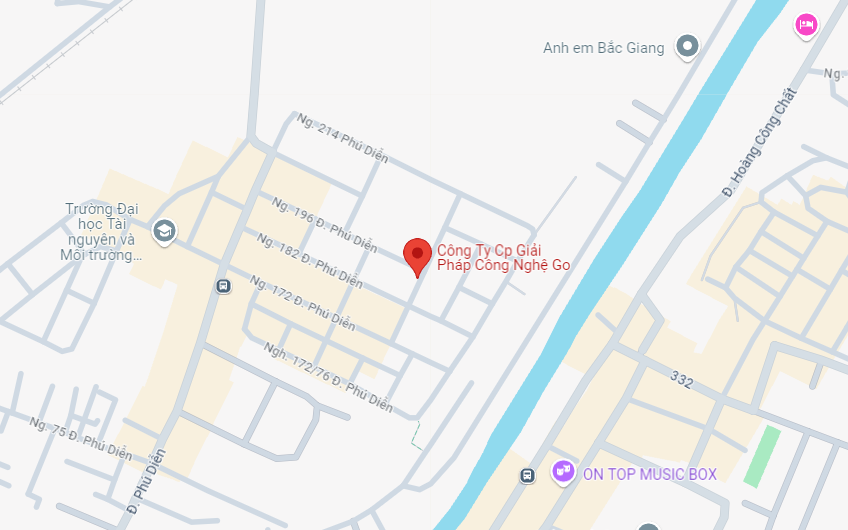 Anh em Bắc Giang
Ng.
Đ. Hoàng Công Chất
Ng. 214 Phú Diễn
Trường Đại
học Tài
nguyên và
Môi trường...
Ng. 196 Đ. Phú Diễn
Ng. 182 Đ. Phú Diễn
Công Ty Cp Giải
Pháp Công Nghệ Go
Ng. 172 Đ. Phú Diễn
Ngh. 172/76 Đ. Phú Diễn
332
Ng. 75 Đ. Phú Diễn
Đ. Phú Diễn
ON TOP MUSIC BOX